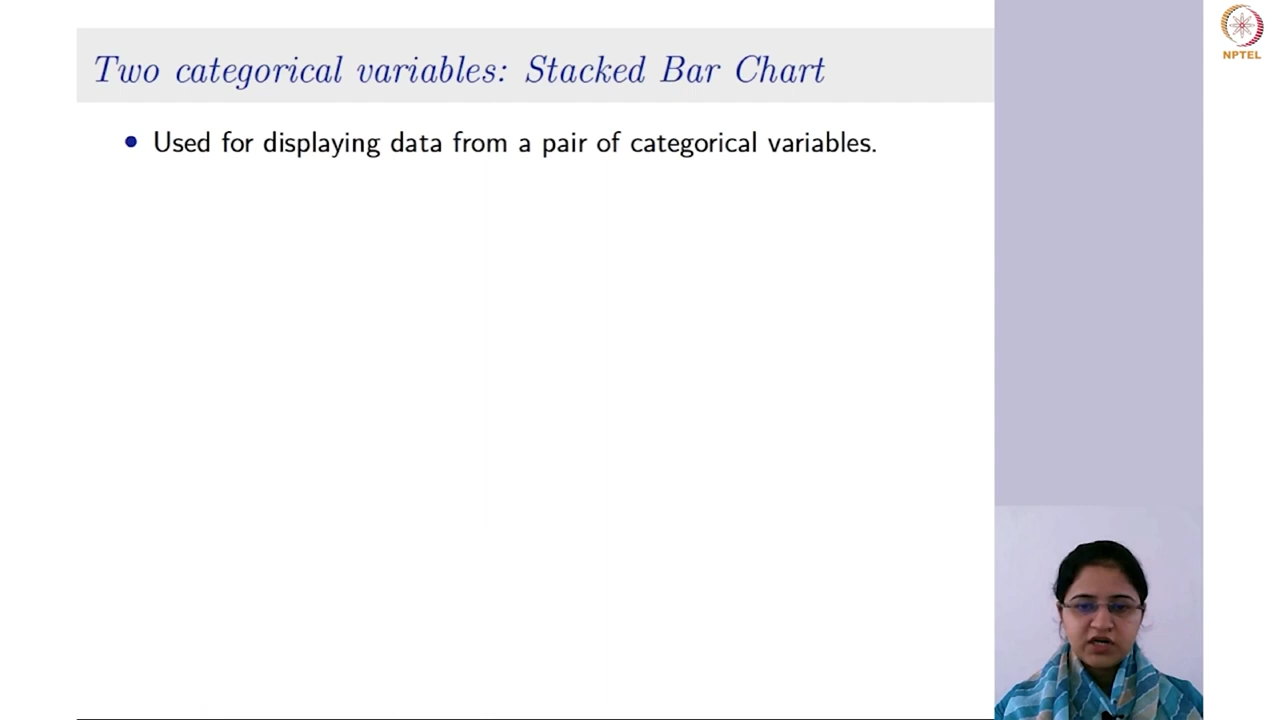 Two categorical variables: Stacked Bar Chart
Used for displaying data from a pair of categorical variables.
NPTEL